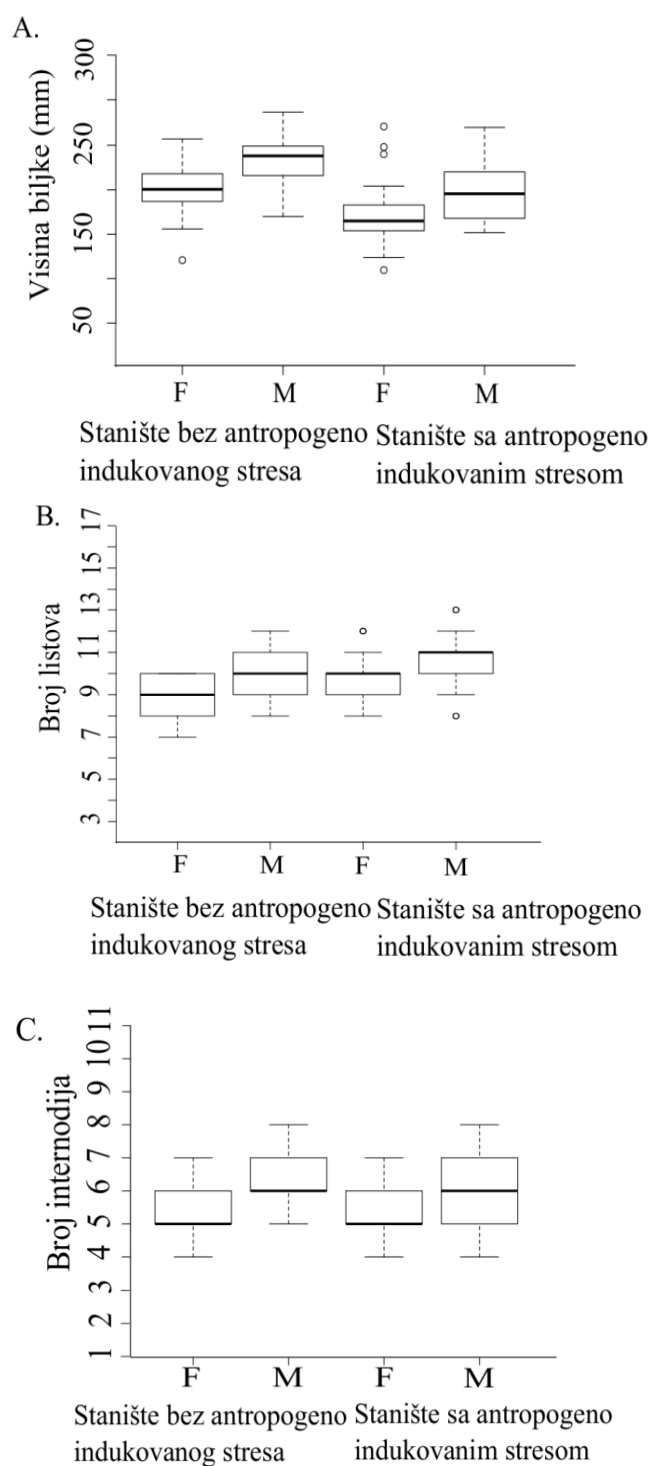 A.
Visina biljke (mm)
300
250
150
50
F M F M
Stanište bez antropogeno indukovanog stresa
Stanište sa antropogeno indukovanim stresom
B.
Broj listova
17
15
13
11
9
7
5
3
F M F M
Stanište bez antropogeno indukovanog stresa
Stanište sa antropogeno indukovanim stresom
C.
Broj internodija
11
10
9
8
7
6
5
4
3
2
1
F M F M
Stanište bez antropogeno indukovanog stresa
Stanište sa antropogeno indukovanim stresom